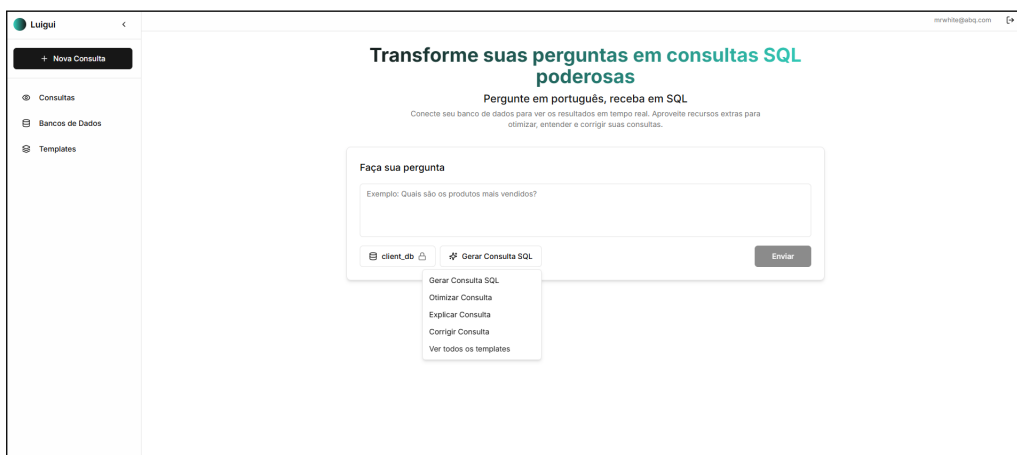 Luigui
mrwhite@abq.com
+ Nova Consulta
Consultas
Bancos de Dados
Templates
Transforme suas perguntas em consultas SQL
poderosas
Pergunte em português, receba em SQL
Conecte seu banco de dados para ver os resultados em tempo real. Aproveite recursos extras para
otimizar, entender e corrigir suas consultas.
Faça sua pergunta
Exemplo: Quais são os produtos mais vendidos?
client_db
Gerar Consulta SQL
Enviar
Gerar Consulta SQL
Otimizar Consulta
Explicar Consulta
Corrigir Consulta
Ver todos os templates